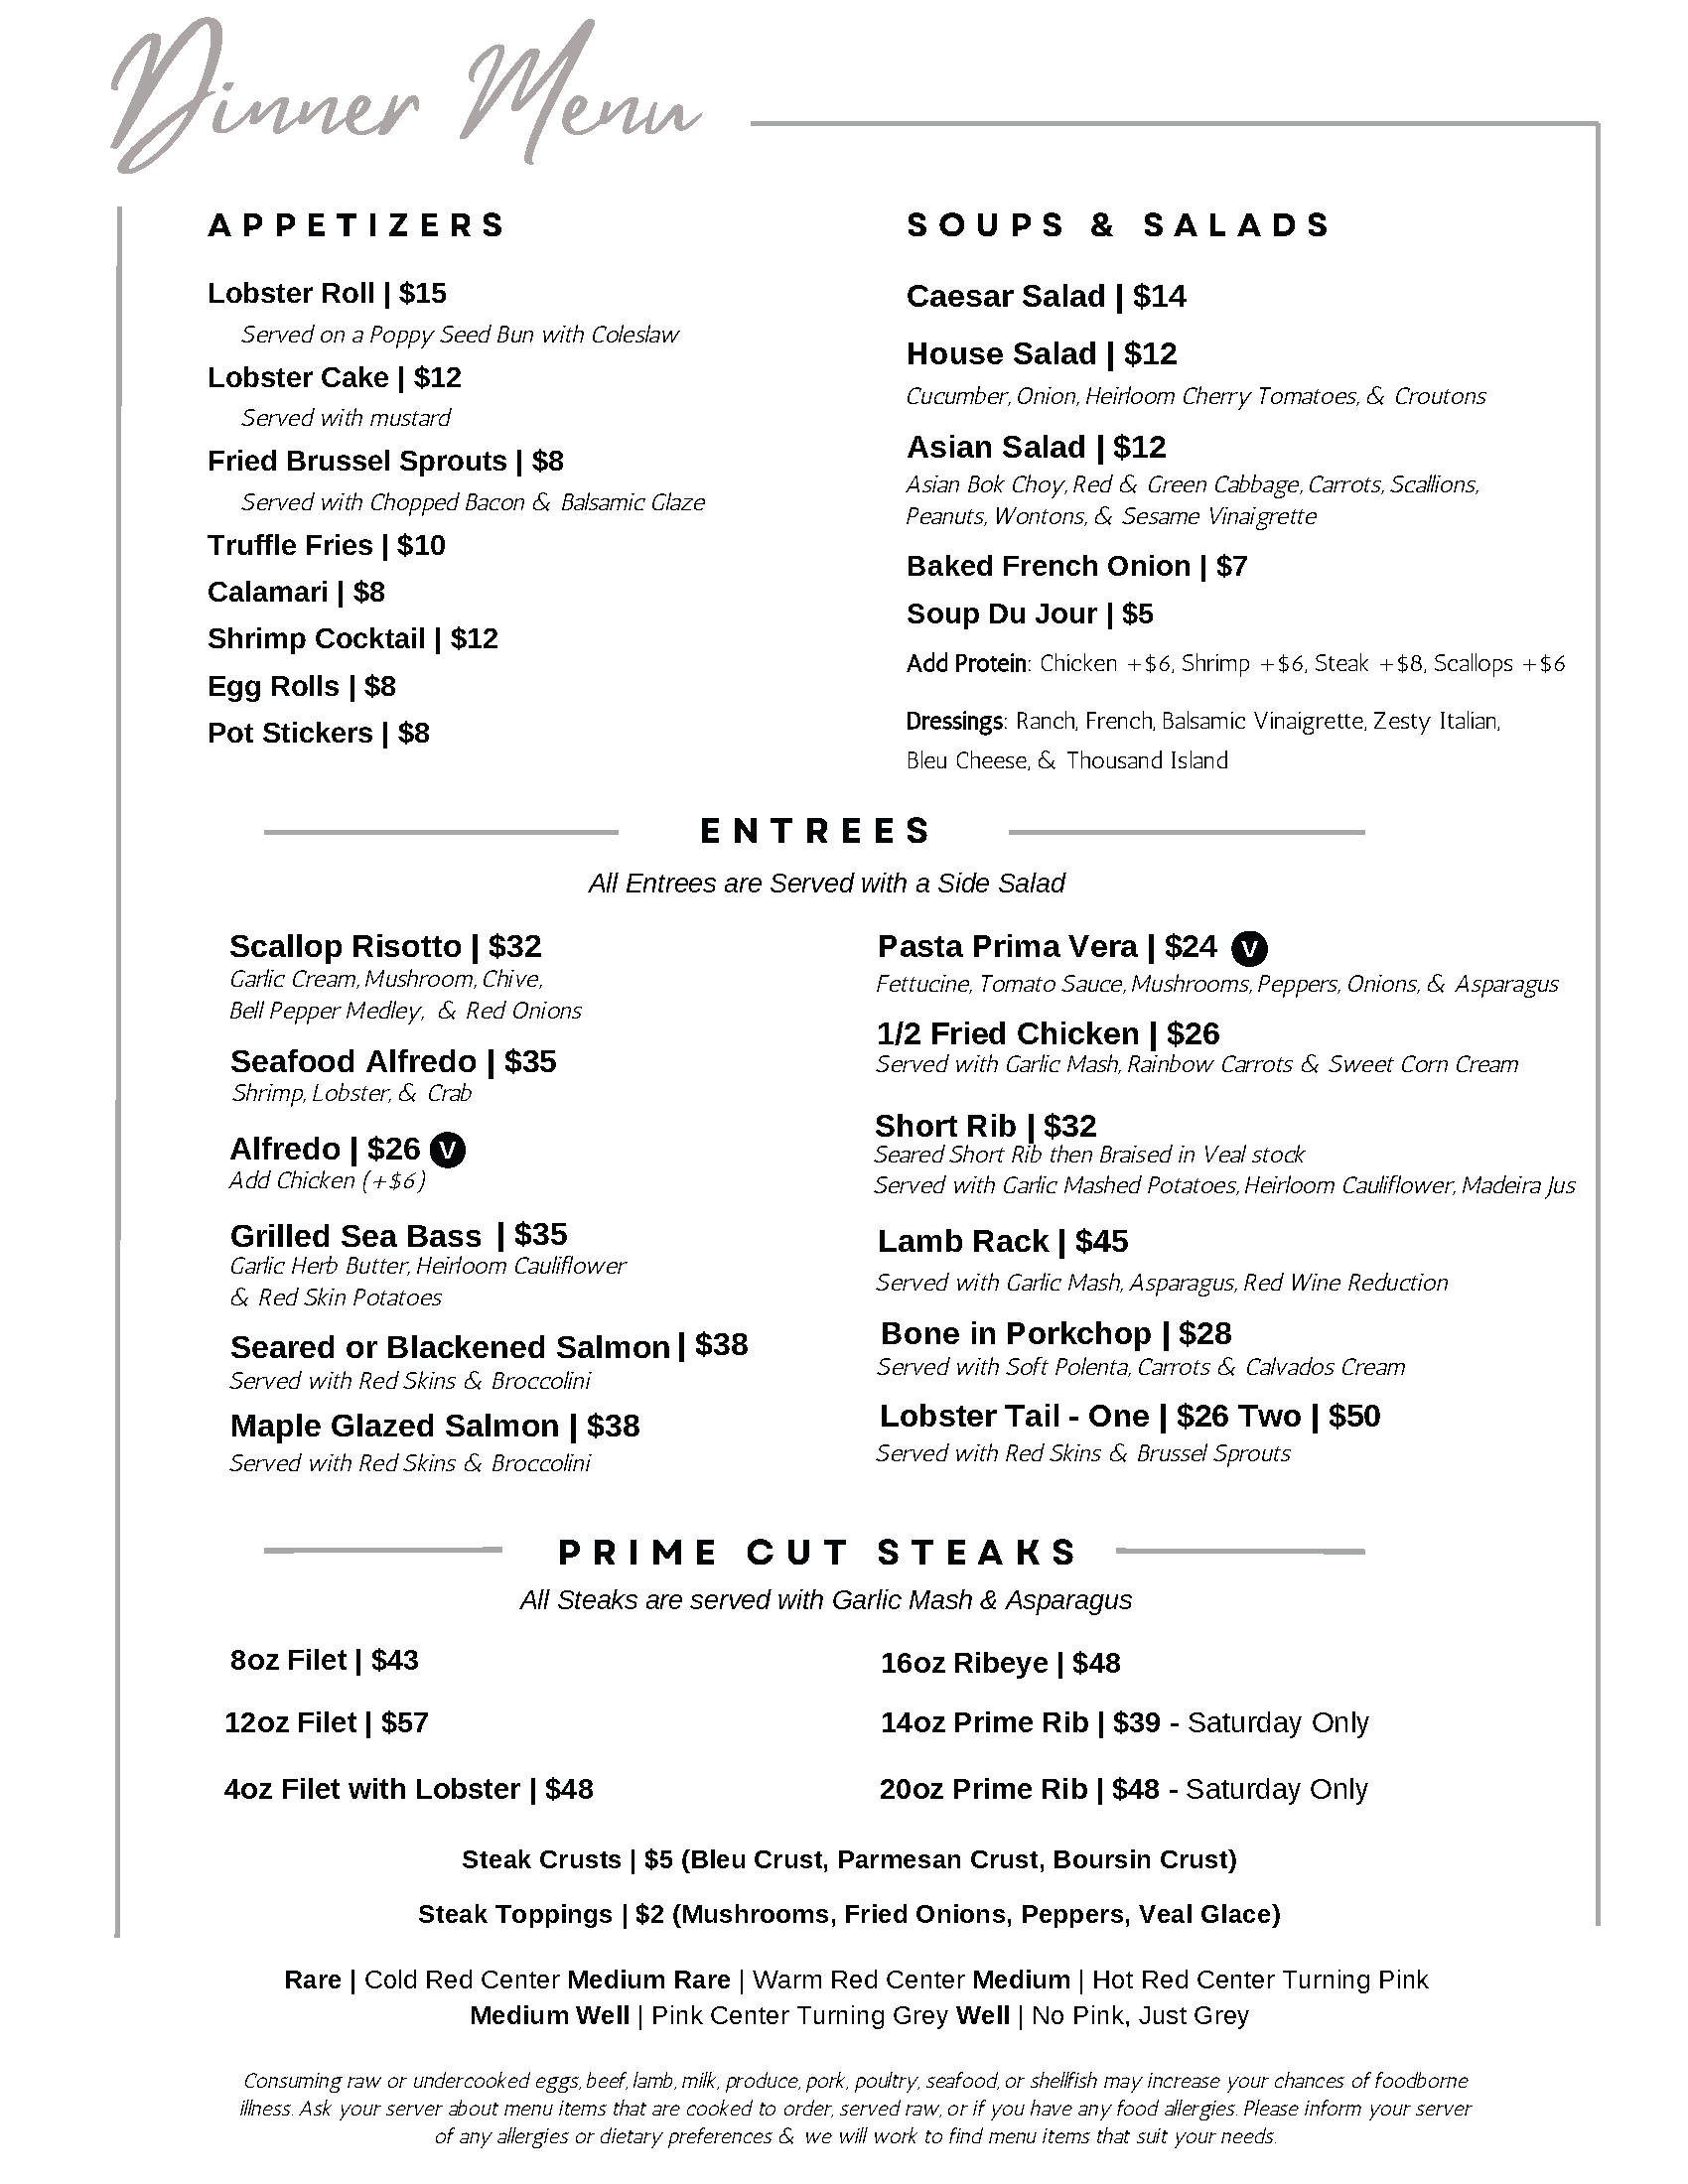 Dinner Menu
APPETIZERS
Lobster Roll | $15
Served on a Poppy Seed Bun with Coleslaw
Lobster Cake | $12
Served with mustard
Fried Brussel Sprouts | $8
Served with Chopped Bacon & Balsamic Glaze
Truffle Fries | $10
Calamari | $8
Shrimp Cocktail | $12
Egg Rolls | $8
Pot Stickers | $8
SOUPS & SALADS
Caesar Salad | $14
House Salad | $12
Cucumber, Onion, Heirloom Cherry Tomatoes, & Croutons
Asian Salad | $12
Asian Bok Choy, Red & Green Cabbage, Carrots, Scallions,
Peanuts, Wontons, & Sesame Vinaigrette
Baked French Onion | $7
Soup Du Jour | $5
Add Protein: Chicken +$6, Shrimp +$6, Steak +$8, Scallops +$6
Dressings: Ranch, French, Balsamic Vinaigrette, Zesty Italian,
Bleu Cheese, & Thousand Island
ENTREES
All Entrees are Served with a Side Salad
Scallop Risotto | $32
Garlic Cream, Mushroom, Chive,
Bell Pepper Medley, & Red Onions
Seafood Alfredo | $35
Shrimp, Lobster, & Crab
Alfredo | $26 V
Add Chicken (+$6)
Grilled Sea Bass | $35
Garlic Herb Butter, Heirloom Cauliflower
& Red Skin Potatoes
Seared or Blackened Salmon | $38
Served with Red Skins & Broccolini
Maple Glazed Salmon | $38
Served with Red Skins & Broccolini
Pasta Prima Vera | $24 V
Fettucine, Tomato Sauce, Mushrooms, Peppers, Onions, & Asparagus
1/2 Fried Chicken | $26
Served with Garlic Mash, Rainbow Carrots & Sweet Corn Cream
Short Rib | $32
Seared Short Rib then Braised in Veal stock
Served with Garlic Mashed Potatoes, Heirloom Cauliflower, Madeira Jus
Lamb Rack | $45
Served with Garlic Mash, Asparagus, Red Wine Reduction
Bone in Porkchop | $28
Served with Soft Polenta, Carrots & Calvados Cream
Lobster Tail - One | $26 Two | $50
Served with Red Skins & Brussel Sprouts
PRIME CUT STEAKS
All Steaks are served with Garlic Mash & Asparagus
8oz Filet | $43
12oz Filet | $57
4oz Filet with Lobster | $48
16oz Ribeye | $48
14oz Prime Rib | $39 - Saturday Only
20oz Prime Rib | $48 - Saturday Only
Steak Crusts | $5 (Bleu Crust, Parmesan Crust, Boursin Crust)
Steak Toppings | $2 (Mushrooms, Fried Onions, Peppers, Veal Glace)
Rare | Cold Red Center Medium Rare | Warm Red Center Medium | Hot Red Center Turning Pink
Medium Well | Pink Center Turning Grey Well | No Pink, Just Grey
Consuming raw or undercooked eggs, beef, lamb, milk, produce, pork, poultry, seafood, or shellfish may increase your chances of foodborne
illness. Ask your server about menu items that are cooked to order, served raw, or if you have any food allergies. Please inform your server
of any allergies or dietary preferences & we will work to find menu items that suit your needs.